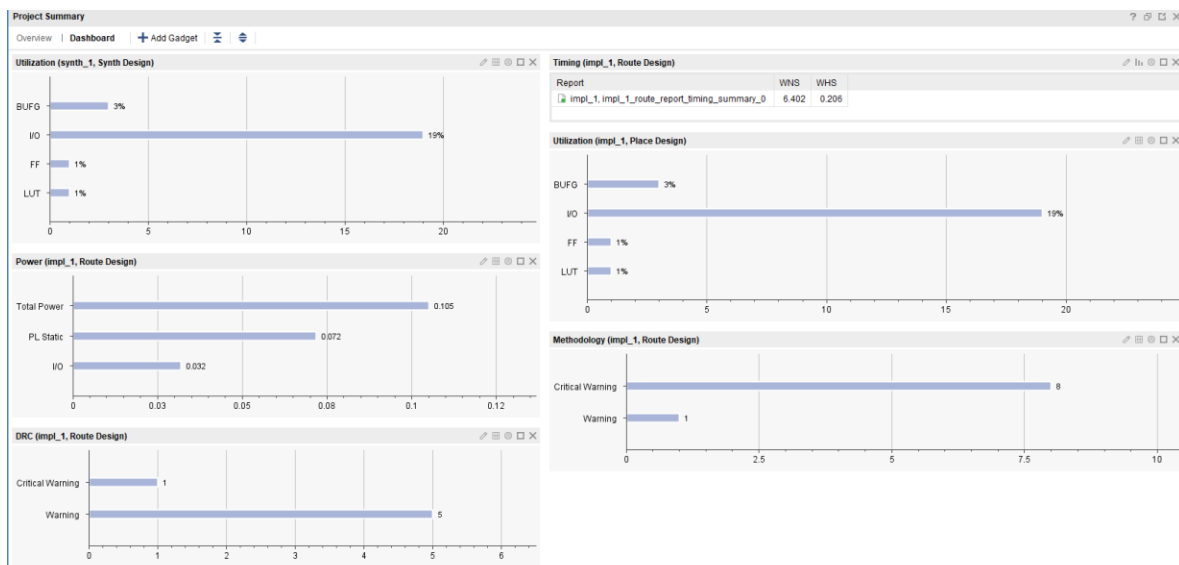 Project Summary
Overview | Dashboard + Add Gadget
Utilization (synth_1, Synth Design)
BUFG 3%
I/O 19%
FF 1%
LUT 1%
0 5 10 15 20
Power (impl_1, Route Design)
Total Power 0.105
PL Static 0.072
I/O 0.032
0 0.03 0.05 0.08 0.1 0.12
DRC (impl_1, Route Design)
Critical Warning 1
Warning 5
0 1 2 3 4 5 6
Timing (impl_1, Route Design)
Report WNS WHS
impl_1, impl_1_route_report_timing_summary_0 6.402 0.206
Utilization (impl_1, Place Design)
BUFG 3%
I/O 19%
FF 1%
LUT 1%
0 5 10 15 20
Methodology (impl_1, Route Design)
Critical Warning 8
Warning 1
0 2.5 5 7.5 10